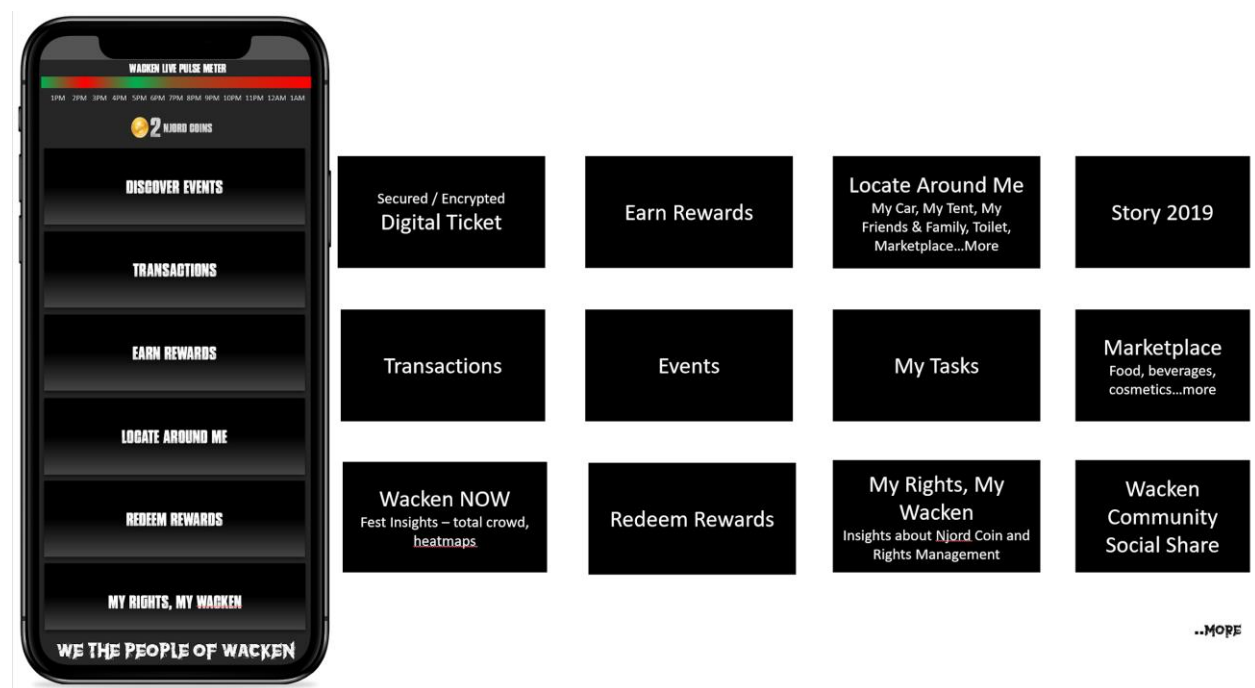 WACKEN LIVE PULSE METER
1PM 2PM 3PM 4PM 5PM 6PM 7PM 8PM 9PM 10PM 11PM 12AM 1AM
2 NJORD COINS
DISCOVER EVENTS
TRANSACTIONS
EARN REWARDS
LOCATE AROUND ME
REDEEM REWARDS
MY RIGHTS, MY WACKEN
WE THE PEOPLE OF WACKEN
Secured / Encrypted
Digital Ticket
Earn Rewards
Locate Around Me
My Car, My Tent, My
Friends & Family, Toilet,
Marketplace...More
Story 2019
Transactions
Events
My Tasks
Marketplace
Food, beverages,
cosmetics...more
Wacken NOW
Fest Insights – total crowd,
heatmaps
Redeem Rewards
My Rights, My
Wacken
Insights about Njord Coin and
Rights Management
Wacken
Community
Social Share
..MORE